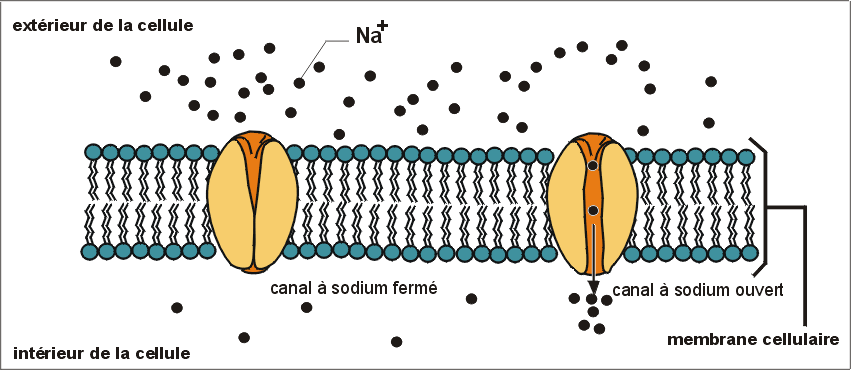 extérieur de la cellule
Na+
canal à sodium fermé
canal à sodium ouvert
membrane cellulaire
intérieur de la cellule